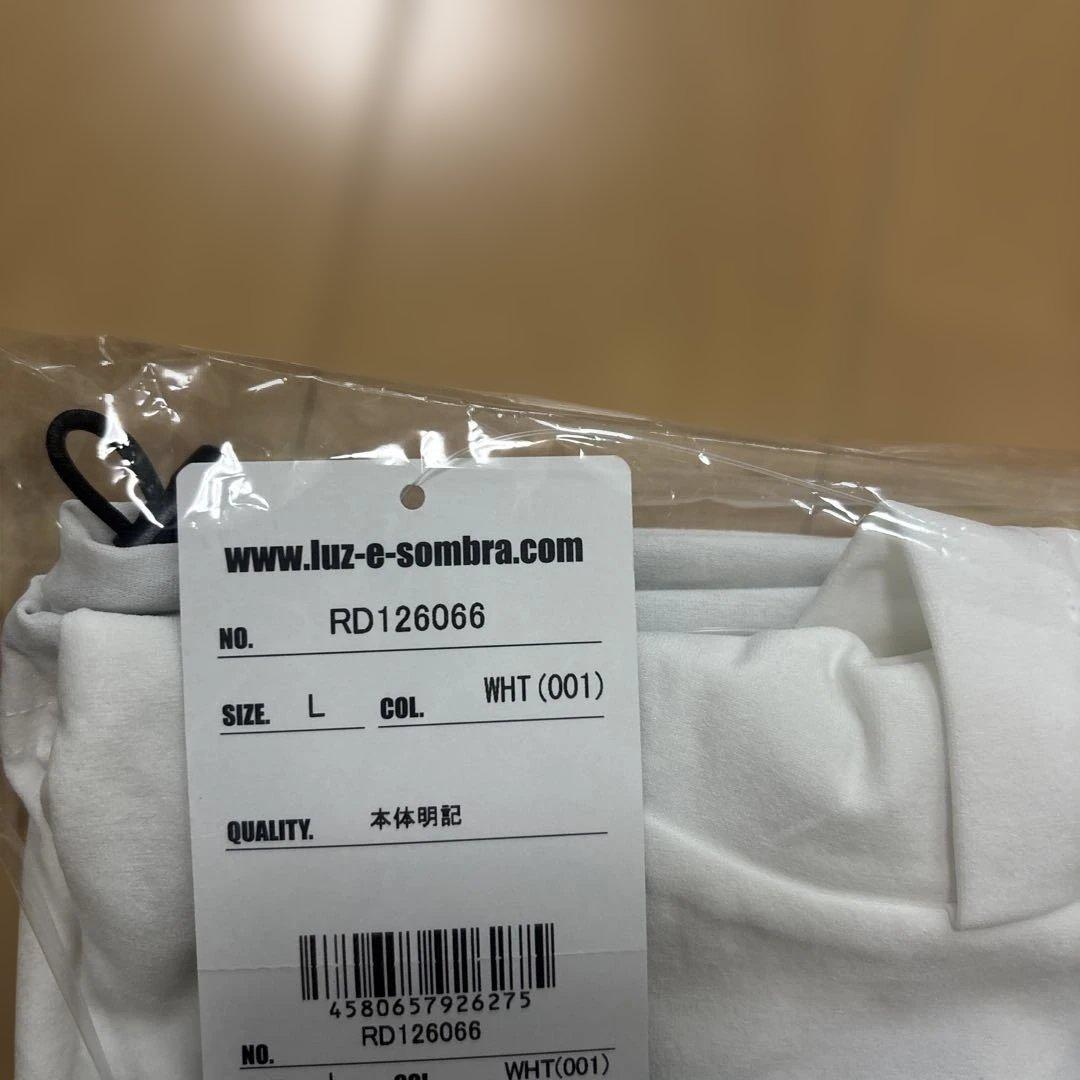 www.luz-e-sombra.com
NO. RD126066
SIZE. L COL. WHT(001)
QUALITY. 本体明記
4580657926275
RD126066
NO.
L COL. WHT(001)